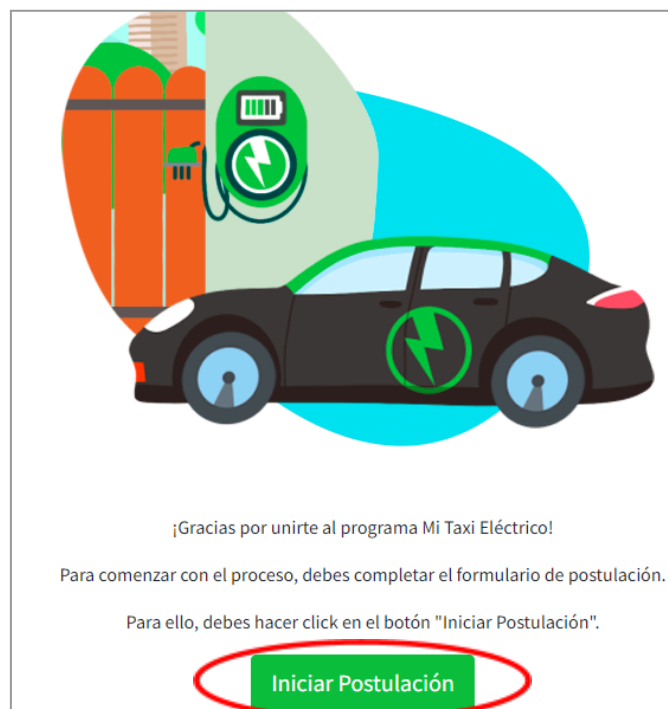 ¡Gracias por unirte al programa Mi Taxi Eléctrico!
Para comenzar con el proceso, debes completar el formulario de postulación.
Para ello, debes hacer click en el botón "Iniciar Postulación".
Iniciar Postulación